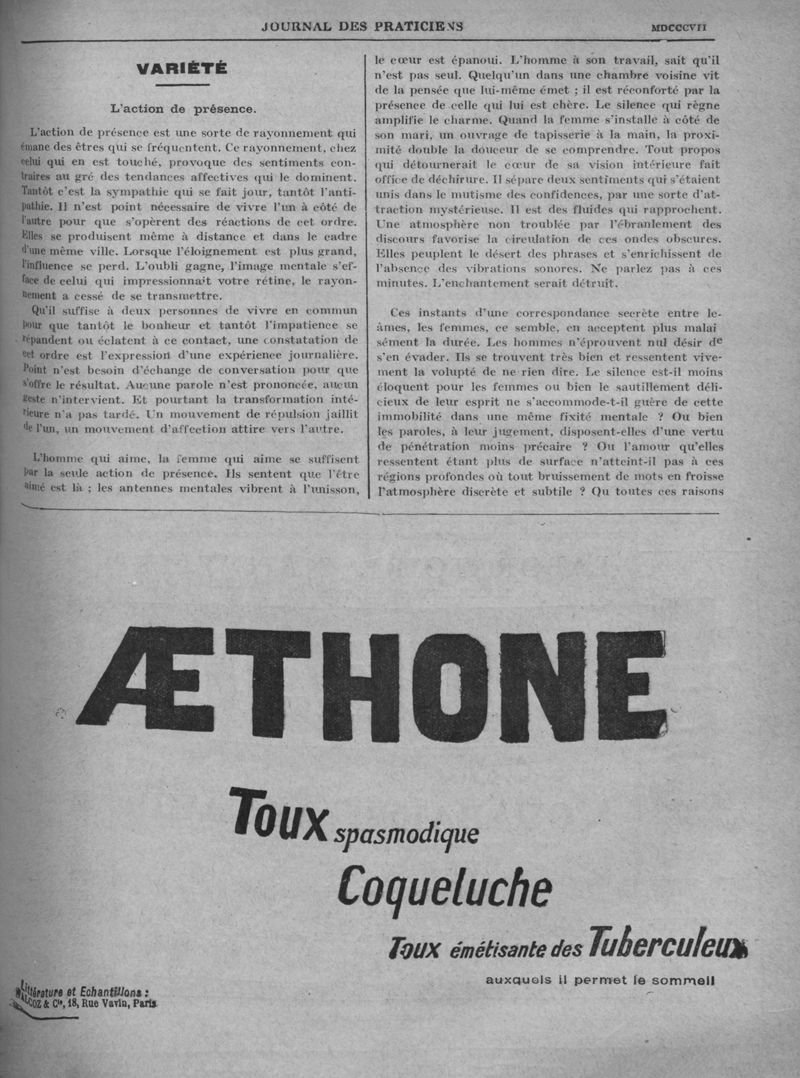 JOURNAL DES PRATICIENS
MDCCCVII
VARIÉTÉ
L'action de présence.
L'action de présence est une sorte de rayonnement qui
émane des êtres qui se fréquentent. Ce rayonnement, chez
celui qui en est touché, provoque des sentiments con-
traires au gré des tendances affectives qui le dominent.
Tantôt c'est la sympathie qui se fait jour, tantôt l'anti-
pathie. Il n'est point nécessaire de vivre l'un à côté de
l'autre pour que s'opèrent des réactions de cet ordre.
Elles se produisent même à distance et dans le cadre
d'une même ville. Lorsque l'éloignement est plus grand,
l'influence se perd. L'oubli gagne, l'image mentale s'ef-
face de celui qui impressionnait votre rétine, le rayon-
nement a cessé de se transmettre.
Qu'il suffise à deux personnes de vivre en commun
pour que tantôt le bonheur et tantôt l'impatience se
répandent ou éclatent à ce contact, une constatation de
cet ordre est l'expression d'une expérience journalière.
Point n'est besoin d'échange de conversation pour que
s'offre le résultat. Aucune parole n'est prononcée, aucun
geste n'intervient. Et pourtant la transformation inté-
rieure n'a pas tardé. Un mouvement de répulsion jaillit
de l'un, un mouvement d'affection attire vers l'autre.
L'homme qui aime, la femme qui aime se suffisent
par la seule action de présence. Ils sentent que l'être
aimé est là ; les antennes mentales vibrent à l'unisson,
le cœur est épanoui. L'homme à son travail, sait qu'il
n'est pas seul. Quelqu'un dans une chambre voisine vit
de la pensée que lui-même émet ; il est réconforté par la
présence de celle qui lui est chère. Le silence qui règne
amplifie le charme. Quand la femme s'installe à côté de
son mari, un ouvrage de tapisserie à la main, la proxi-
mité double la douceur de se comprendre. Tout propos
qui détournerait le cœur de sa vision intérieure fait
office de déchirure. Il sépare deux sentiments qui s'étaient
unis dans le mutisme des confidences, par une sorte d'at-
traction mystérieuse. Il est des fluides qui rapprochent.
Une atmosphère non troublée par l'ébranlement des
discours favorise la circulation de ces ondes obscures.
Elles peuplent le désert des phrases et s'enrichissent de
l'absence des vibrations sonores. Ne parlez pas à ces
minutes. L'enchantement serait détruit.
Ces instants d'une correspondance secrète entre le-
âmes, les femmes, ce semble, en acceptent plus malai
sément la durée. Les hommes n'éprouvent nul désir de
s'en évader. Ils se trouvent très bien et ressentent vive-
ment la volupté de ne rien dire. Le silence est-il moins
éloquent pour les femmes ou bien le sautillement déli-
cieux de leur esprit ne s'accommode-t-il guère de cette
immobilité dans une même fixité mentale ? Ou bien
les paroles, à leur jugement, disposent-elles d'une vertu
de pénétration moins précaire ? Ou l'amour qu'elles
ressentent étant plus de surface n'atteint-il pas à ces
régions profondes où tout bruissement de mots en froisse
l'atmosphère discrète et subtile ? Ou toutes ces raisons
ÆTHONE
Toux spasmodique
Coqueluche
Toux émétisante des Tuberculeux
auxquels il permet le sommeil
Littérature et Echantillons :
COZ & Cie, 18, Rue Vavin, Paris